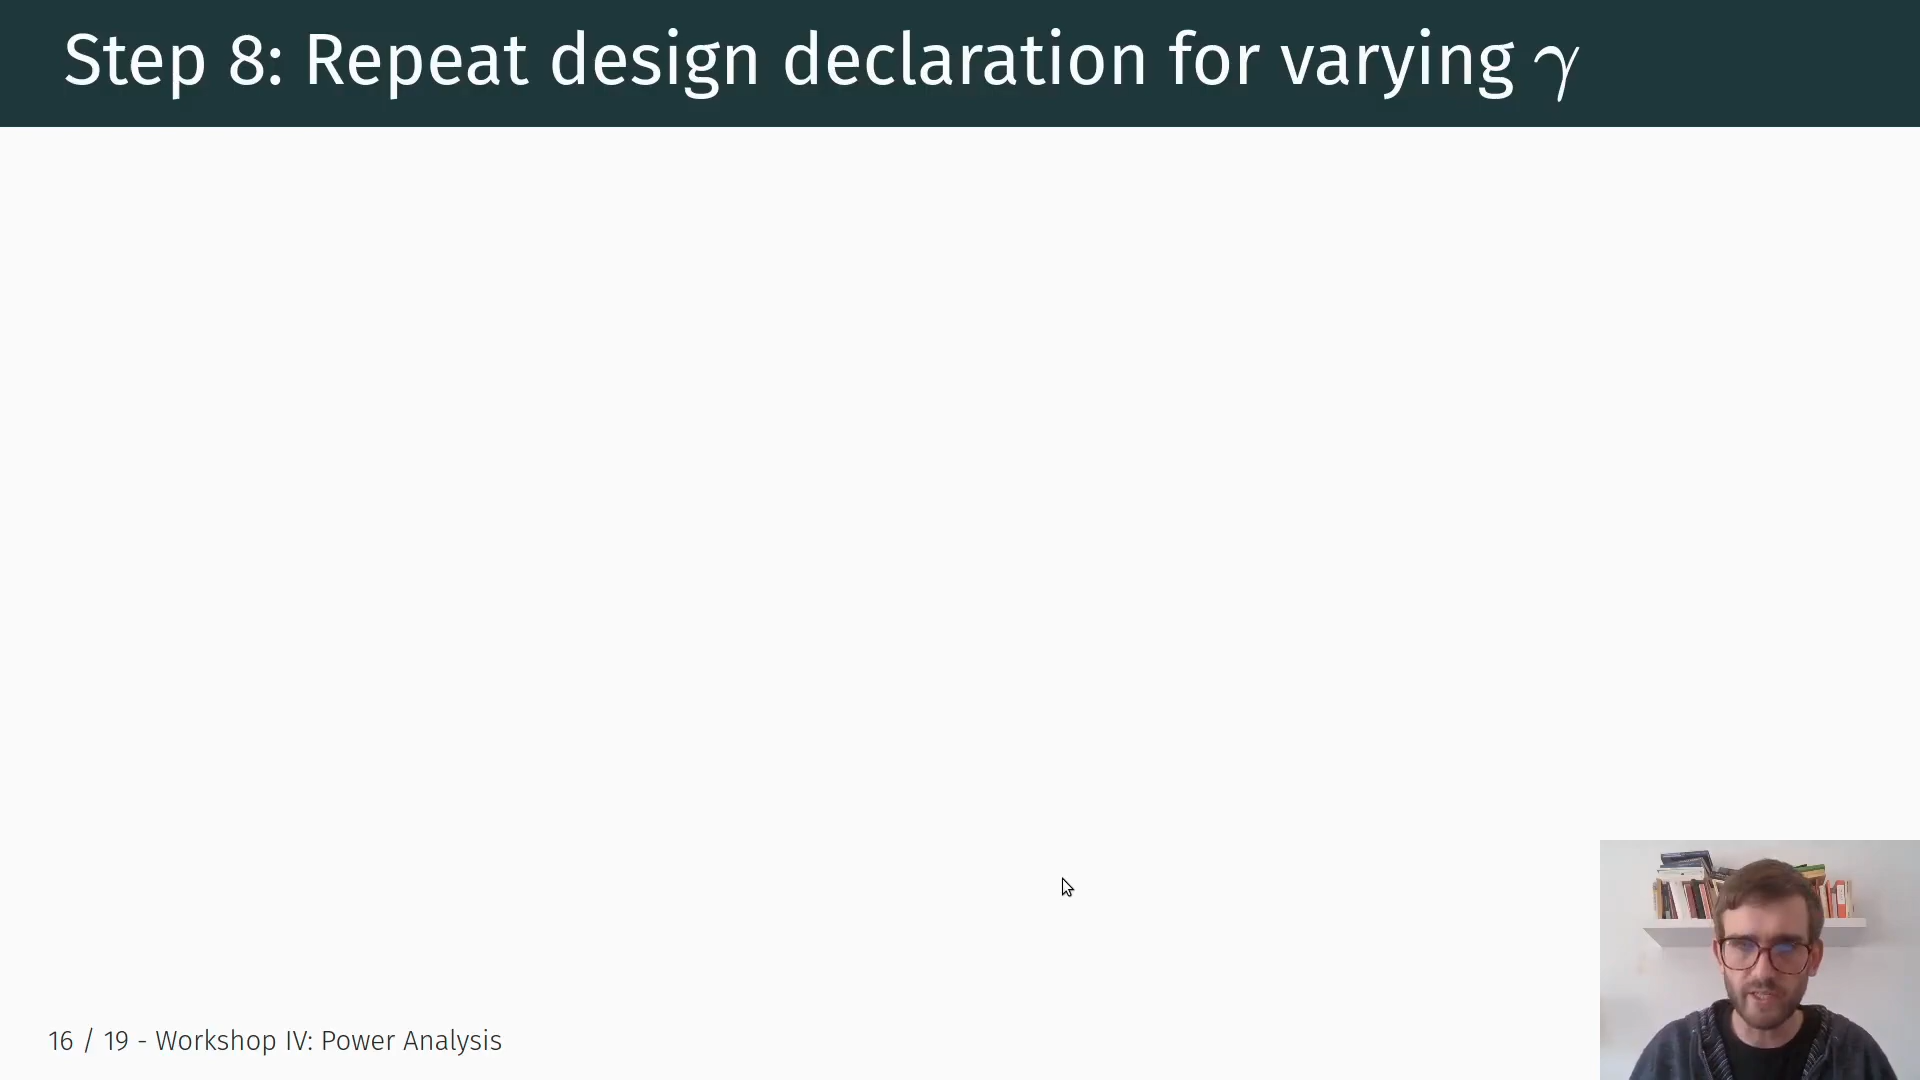 Step 8: Repeat design declaration for varying γ
16 / 19 - Workshop IV: Power Analysis